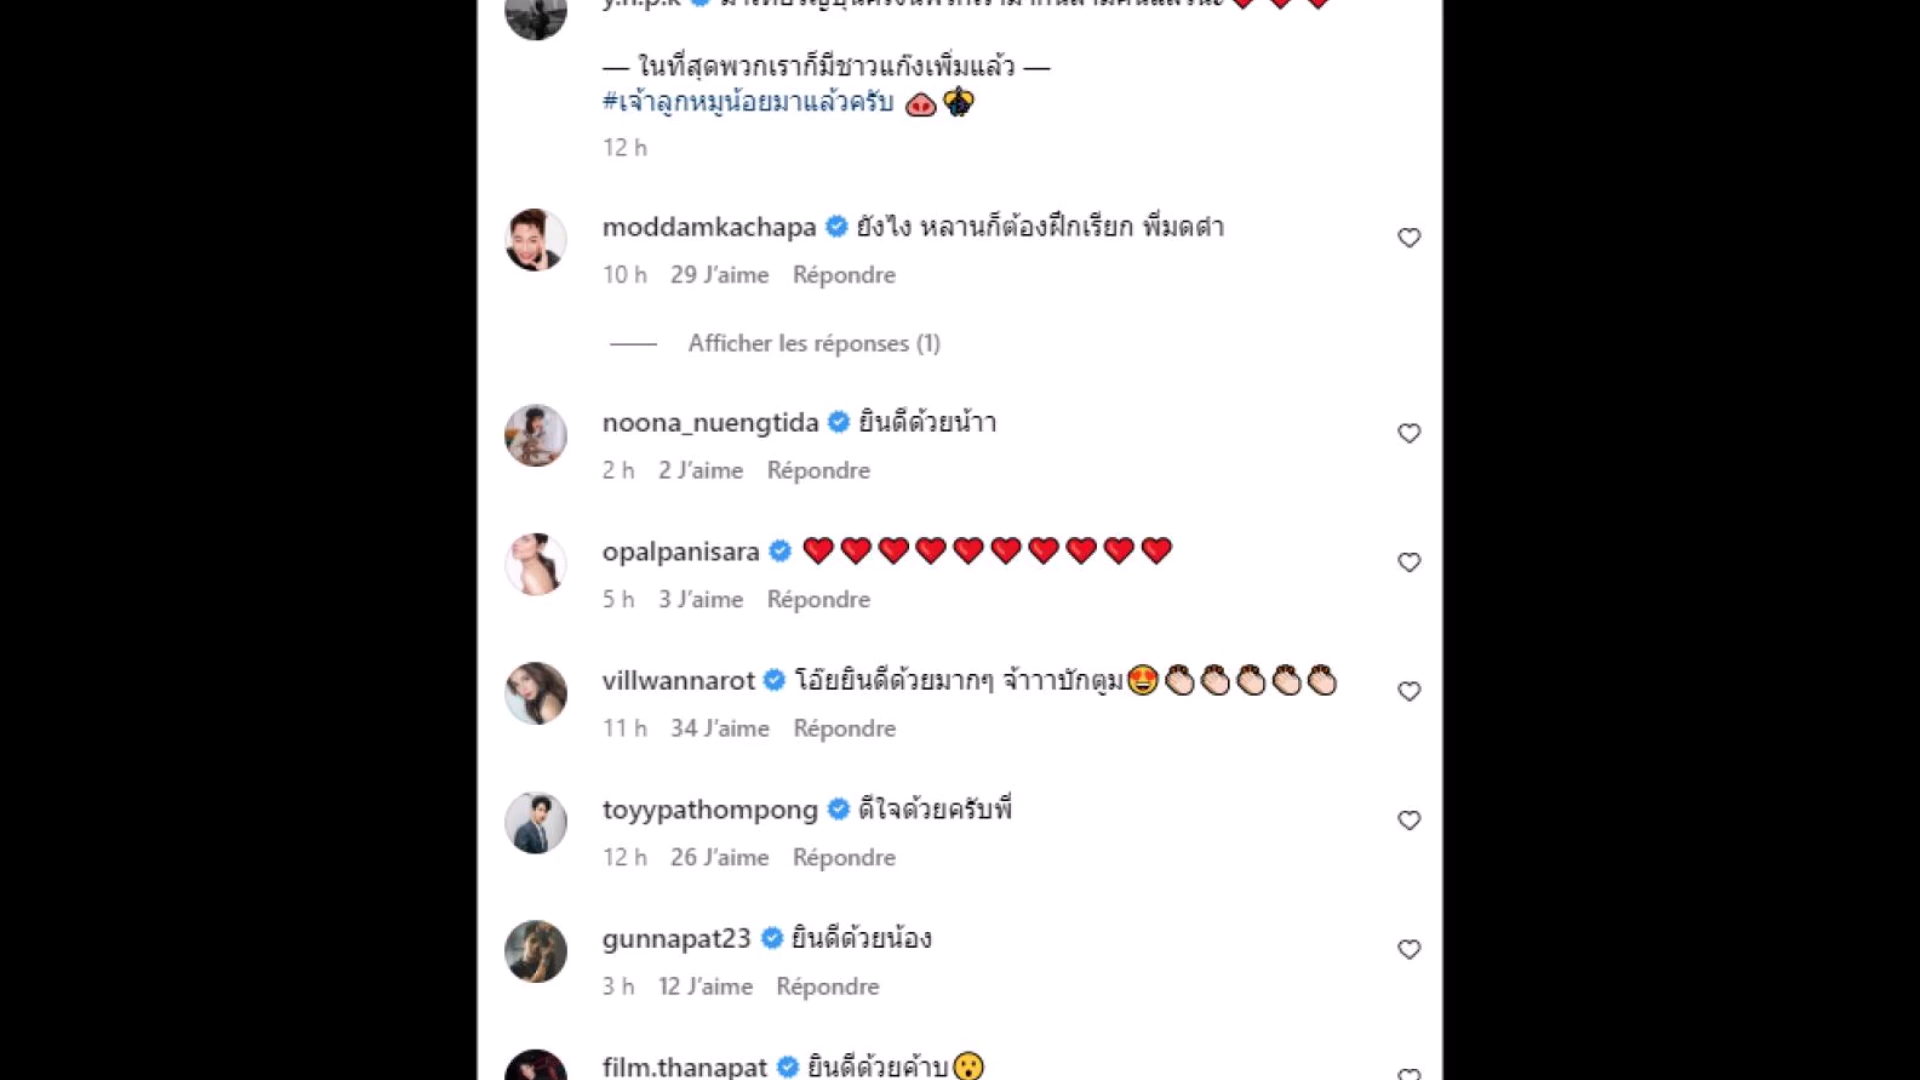 y.n.p.k
— ในที่สุดพวกเราก็มีชาวแก๊งเพิ่มแล้ว —
#เจ้าลูกหมูน้อยมาแล้วครับ
12 h
moddamkachapa ยังไง หลานก็ต้องฝึกเรียก พี่มดดำ
10 h 29 J’aime Répondre
Afficher les réponses (1)
noona_nuengtida ยินดีด้วยน้าา
2 h 2 J’aime Répondre
opalpanisara ❤️❤️❤️❤️❤️❤️❤️❤️❤️❤️
5 h 3 J’aime Répondre
villwannarot โอ๊ยยินดีด้วยมากๆ จ้าาาบักตูม😍👏🏻👏🏻👏🏻👏🏻👏🏻
11 h 34 J’aime Répondre
toyypathompong ดีใจด้วยครับพี่
12 h 26 J’aime Répondre
gunnapat23 ยินดีด้วยน้อง
3 h 12 J’aime Répondre
film.thanapat ยินดีด้วยค้าบ😮